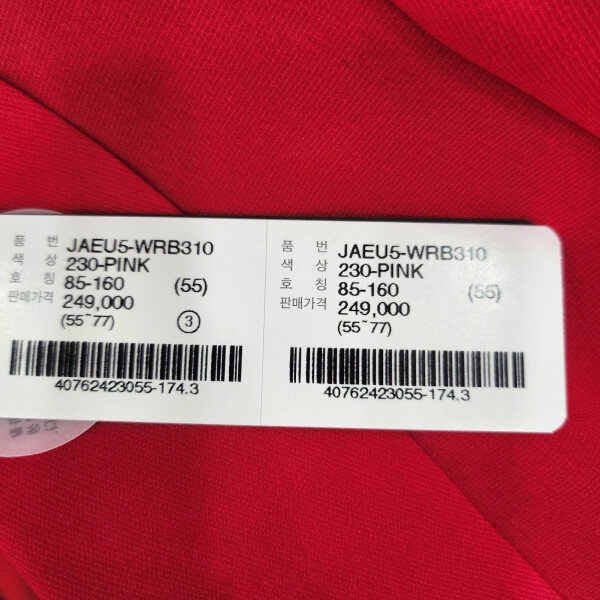 품 번 JAEU5-WRB310
색 상 230-PINK
호 칭 85-160 (55)
판매가격 249,000
(55~77) ③
40762423055-174.3
품 번 JAEU5-WRB310
색 상 230-PINK
호 칭 85-160 (55)
판매가격 249,000
(55~77)
40762423055-174.3